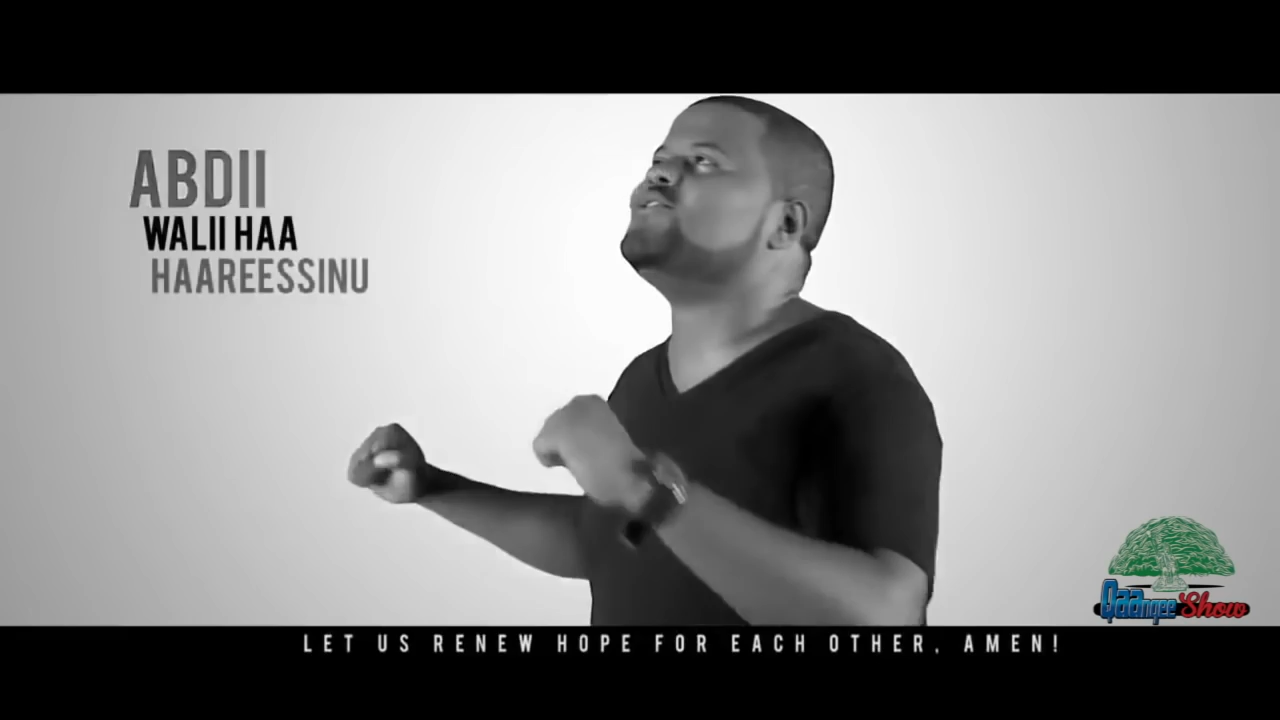 ABDII
WALII HAA
HAAREESSINU
Qaanqee Show
LET US RENEW HOPE FOR EACH OTHER, AMEN!